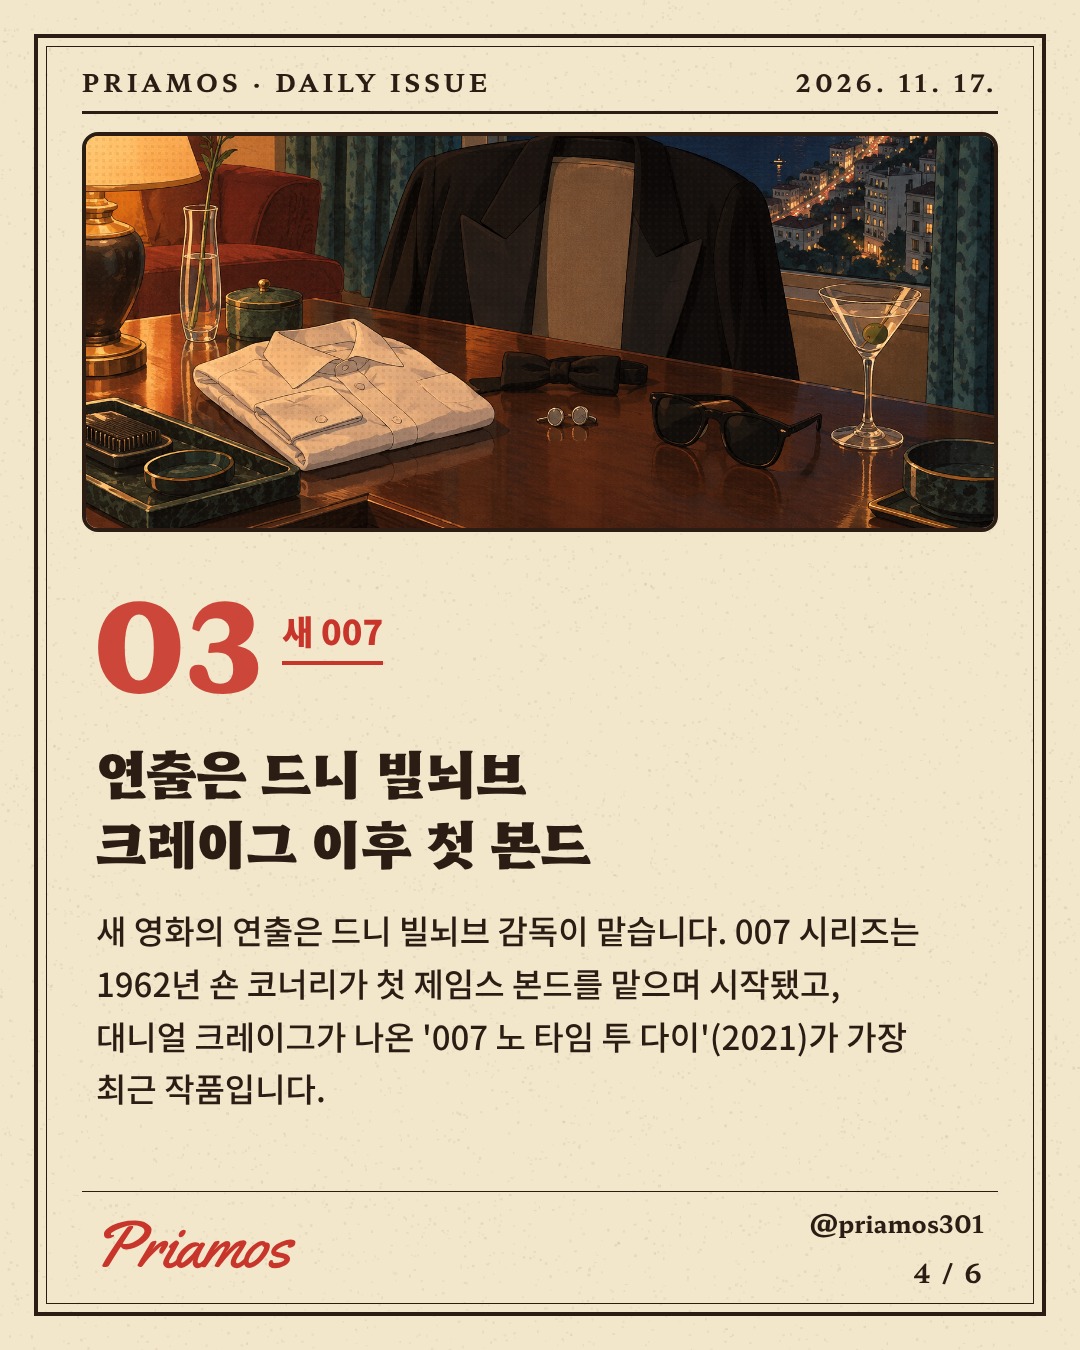 PRIAMOS · DAILY ISSUE
2026. 11. 17.
03
새 007
연출은 드니 빌뇌브
크레이그 이후 첫 본드
새 영화의 연출은 드니 빌뇌브 감독이 맡습니다. 007 시리즈는
1962년 숀 코너리가 첫 제임스 본드를 맡으며 시작됐고,
대니얼 크레이그가 나온 '007 노 타임 투 다이'(2021)가 가장
최근 작품입니다.
Priamos
@priamos301
4 / 6